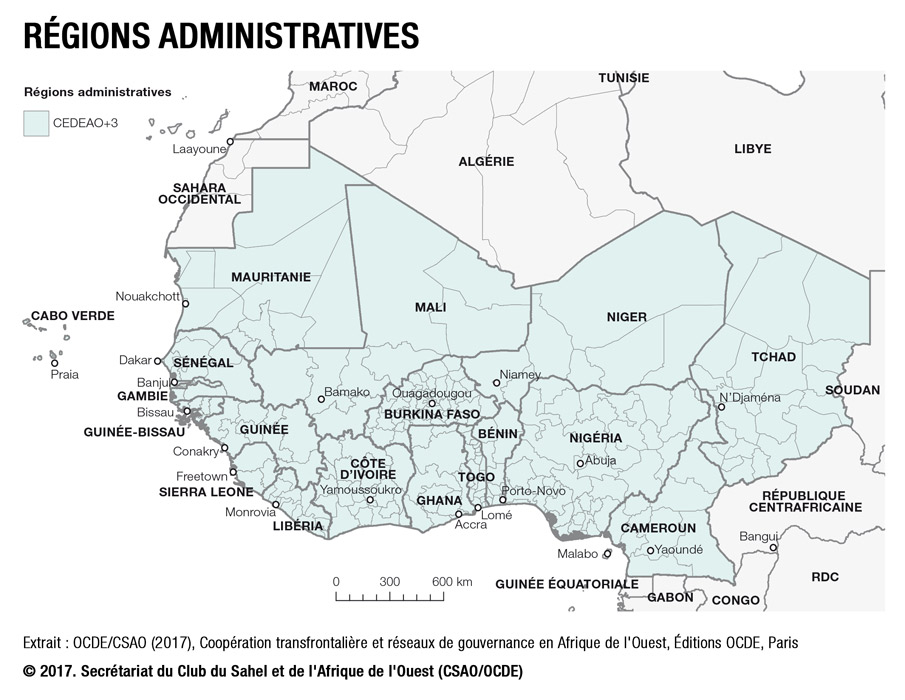 RÉGIONS ADMINISTRATIVES
Régions administratives
CEDEAO+3
MAROC
TUNISIE
Laayoune
ALGÉRIE
LIBYE
SAHARA
OCCIDENTAL
MAURITANIE
Nouakchott
MALI
NIGER
CABO VERDE
Praia
Dakar
SÉNÉGAL
TCHAD
Niamey
SOUDAN
Banjul
GAMBIE
Bamako
Ouagadougou
N'Djaména
Bissau
BURKINA FASO
GUINÉE-BISSAU
GUINÉE
BÉNIN
NIGÉRIA
Conakry
CÔTE
D'IVOIRE
Abuja
Freetown
TOGO
SIERRA LEONE
Yamoussoukro
GHANA
Porto-Novo
RÉPUBLIQUE
CENTRAFRICAINE
Monrovia
LIBÉRIA
Accra
Lomé
CAMEROUN
Bangui
Malabo
Yaoundé
GUINÉE ÉQUATORIALE
GABON
CONGO
RDC
0 300 600 km
Extrait : OCDE/CSAO (2017), Coopération transfrontalière et réseaux de gouvernance en Afrique de l'Ouest, Éditions OCDE, Paris
© 2017. Secrétariat du Club du Sahel et de l'Afrique de l'Ouest (CSAO/OCDE)